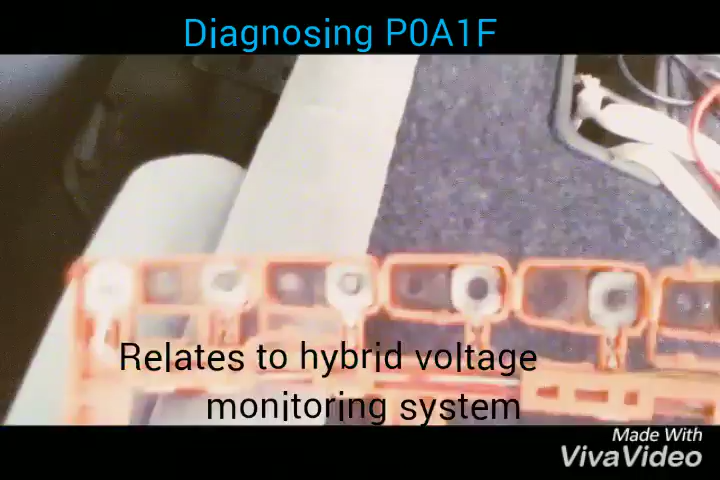 Diagnosing P0A1F
Relates to hybrid voltage
monitoring system
Made With
VivaVideo